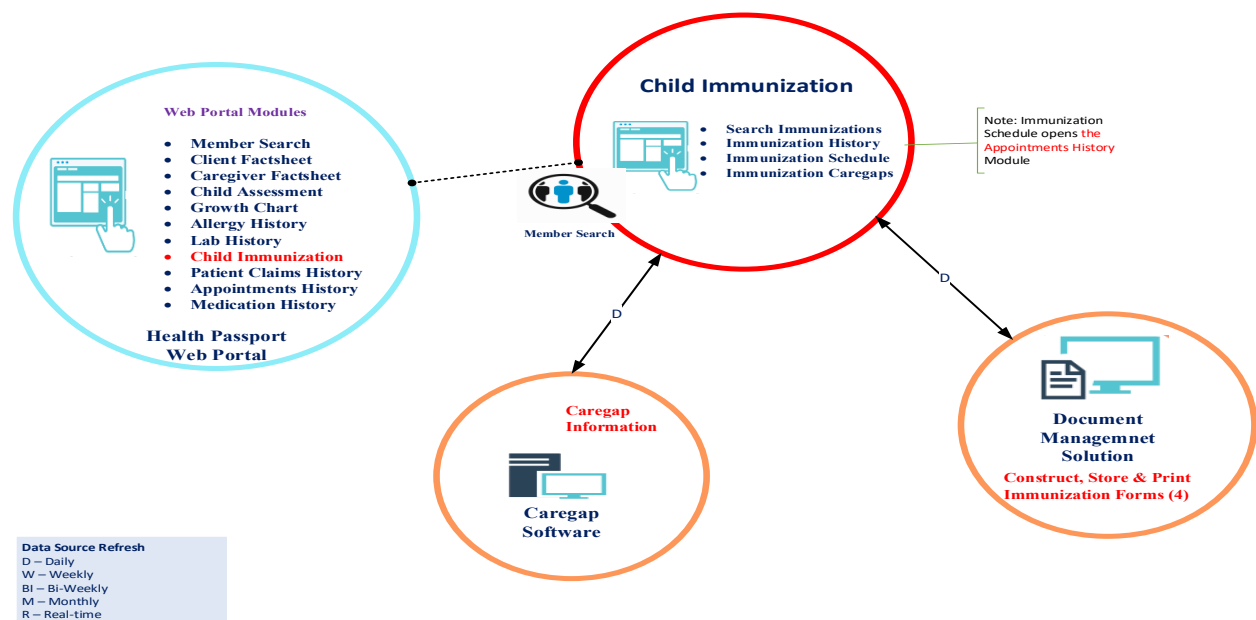 Web Portal Modules
• Member Search
• Client Factsheet
• Caregiver Factsheet
• Child Assessment
• Growth Chart
• Allergy History
• Lab History
• Child Immunization
• Patient Claims History
• Appointments History
• Medication History
Health Passport
Web Portal
Child Immunization
• Search Immunizations
• Immunization History
• Immunization Schedule
• Immunization Caregaps
Member Search
Note: Immunization
Schedule opens the
Appointments History
Module
D
D
Caregap
Information
Caregap
Software
Document
Managemnet
Solution
Construct, Store & Print
Immunization Forms (4)
Data Source Refresh
D – Daily
W – Weekly
BI – Bi-Weekly
M – Monthly
R – Real-time